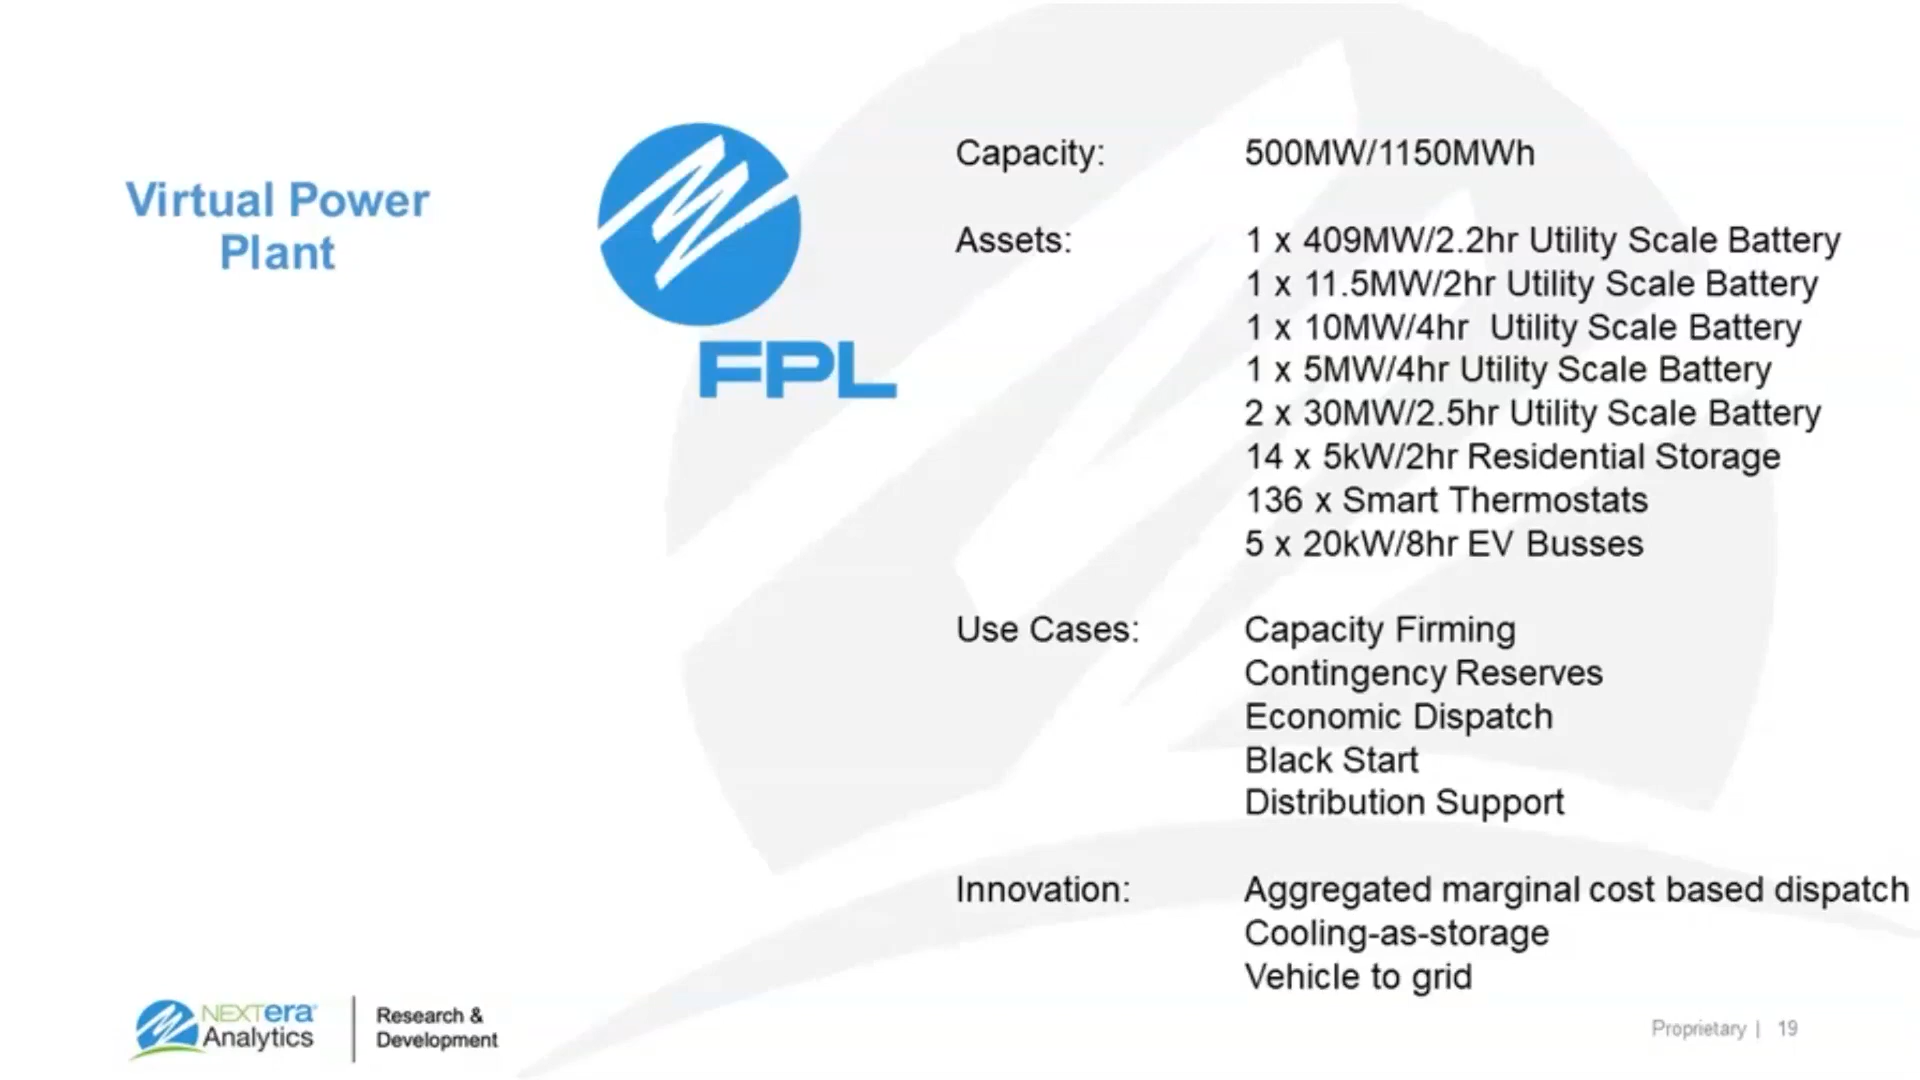 Virtual Power
Plant
FPL
Capacity: 500MW/1150MWh
Assets: 1 x 409MW/2.2hr Utility Scale Battery
1 x 11.5MW/2hr Utility Scale Battery
1 x 10MW/4hr Utility Scale Battery
1 x 5MW/4hr Utility Scale Battery
2 x 30MW/2.5hr Utility Scale Battery
14 x 5kW/2hr Residential Storage
136 x Smart Thermostats
5 x 20kW/8hr EV Busses
Use Cases: Capacity Firming
Contingency Reserves
Economic Dispatch
Black Start
Distribution Support
Innovation: Aggregated marginal cost based dispatch
Cooling-as-storage
Vehicle to grid
NEXTera®
Analytics
Research &
Development
Proprietary | 19